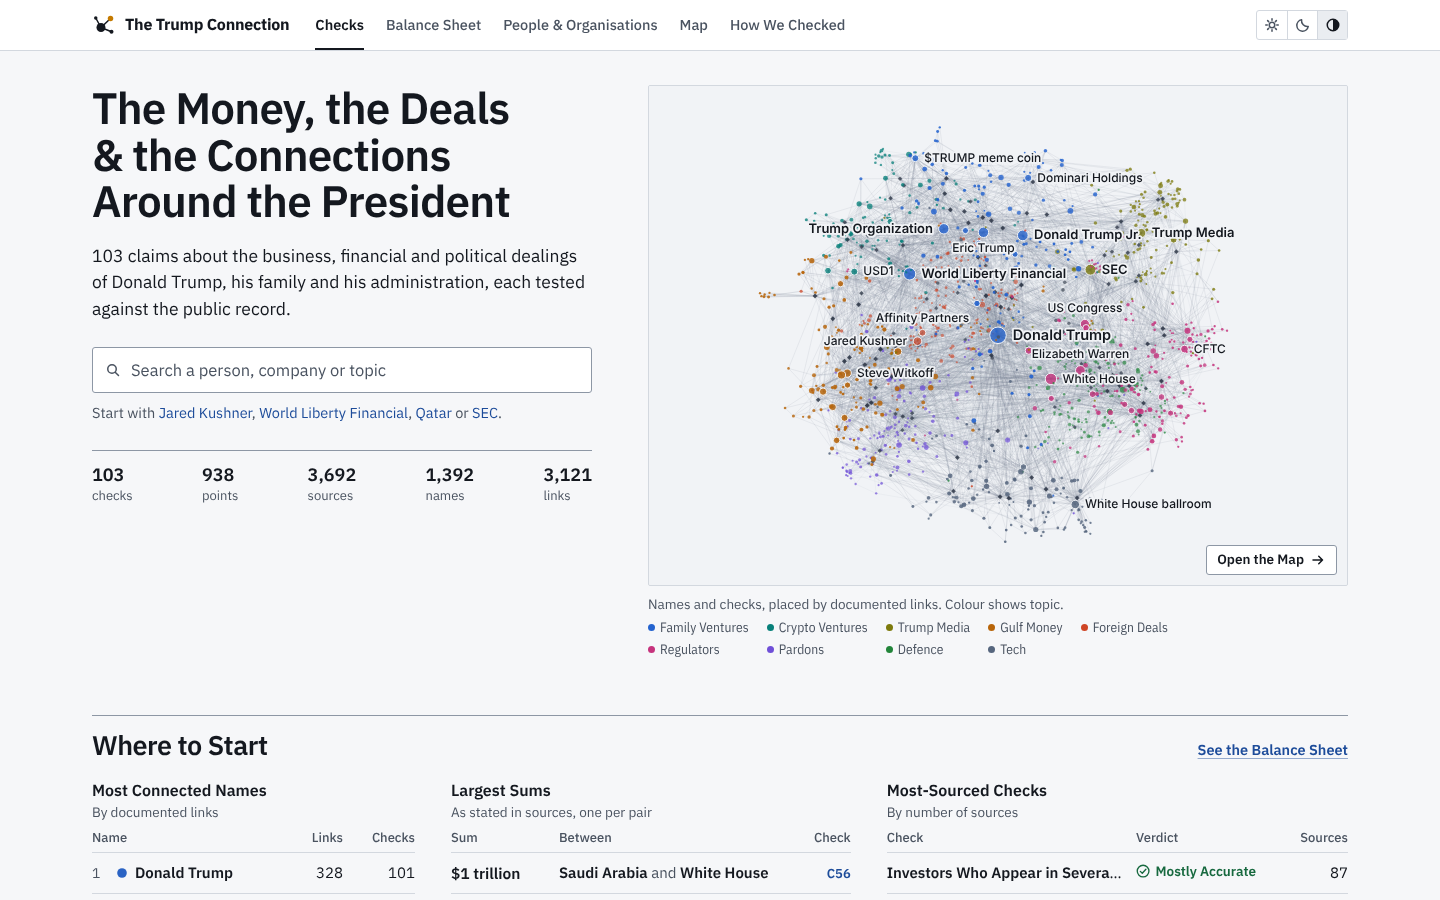 The Trump Connection
Checks
Balance Sheet
People & Organisations
Map
How We Checked
The Money, the Deals
& the Connections
Around the President
103 claims about the business, financial and political dealings
of Donald Trump, his family and his administration, each tested
against the public record.
Search a person, company or topic
Start with Jared Kushner, World Liberty Financial, Qatar or SEC.
103 938 3,692 1,392 3,121
checks points sources names links
$TRUMP meme coin
Dominari Holdings
Trump Organization
Donald Trump Jr.
Trump Media
Eric Trump
USD1
World Liberty Financial
SEC
US Congress
Affinity Partners
Donald Trump
Jared Kushner
CFTC
Elizabeth Warren
Steve Witkoff
White House
White House ballroom
Open the Map →
Names and checks, placed by documented links. Colour shows topic.
Family Ventures Crypto Ventures Trump Media Gulf Money Foreign Deals
Regulators Pardons Defence Tech
Where to Start
See the Balance Sheet
Most Connected Names
By documented links
Name Links Checks
1 Donald Trump 328 101
Largest Sums
As stated in sources, one per pair
Sum Between Check
$1 trillion Saudi Arabia and White House C56
Most-Sourced Checks
By number of sources
Check Verdict Sources
Investors Who Appear in Severa... Mostly Accurate 87